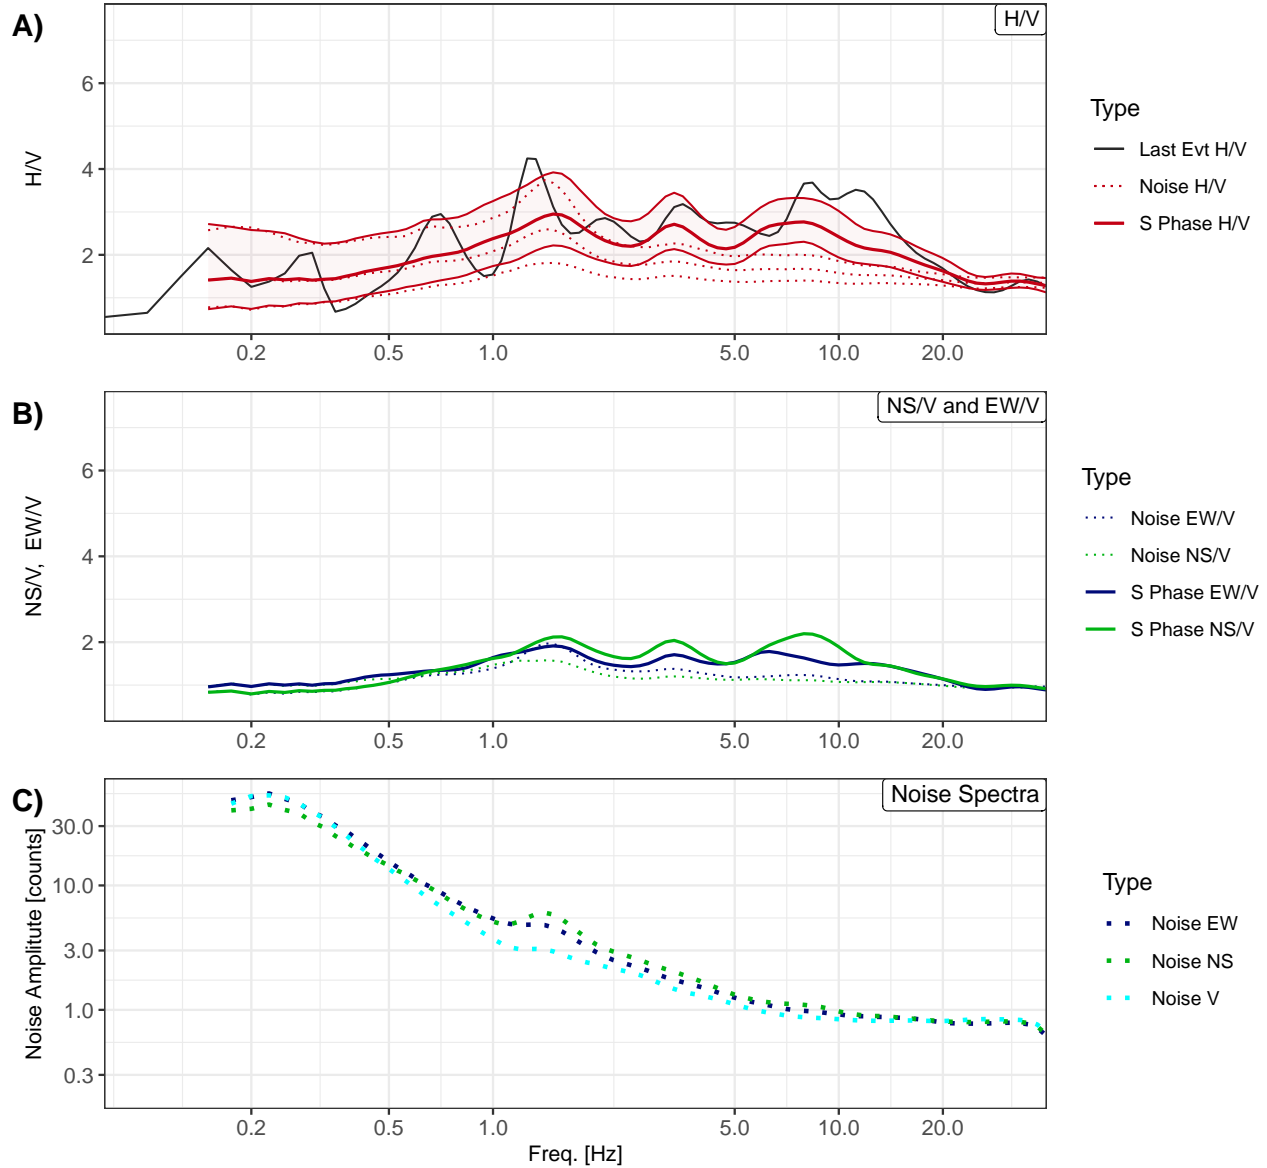 A)
H/V
6
4
2
H/V
0.2 0.5 1.0 5.0 10.0 20.0
Type
Last Evt H/V
Noise H/V
S Phase H/V
B)
NS/V and EW/V
6
4
2
NS/V, EW/V
0.2 0.5 1.0 5.0 10.0 20.0
Type
Noise EW/V
Noise NS/V
S Phase EW/V
S Phase NS/V
C)
Noise Spectra
30.0
10.0
3.0
1.0
0.3
Noise Amplitude [counts]
0.2 0.5 1.0 5.0 10.0 20.0
Freq. [Hz]
Type
Noise EW
Noise NS
Noise V